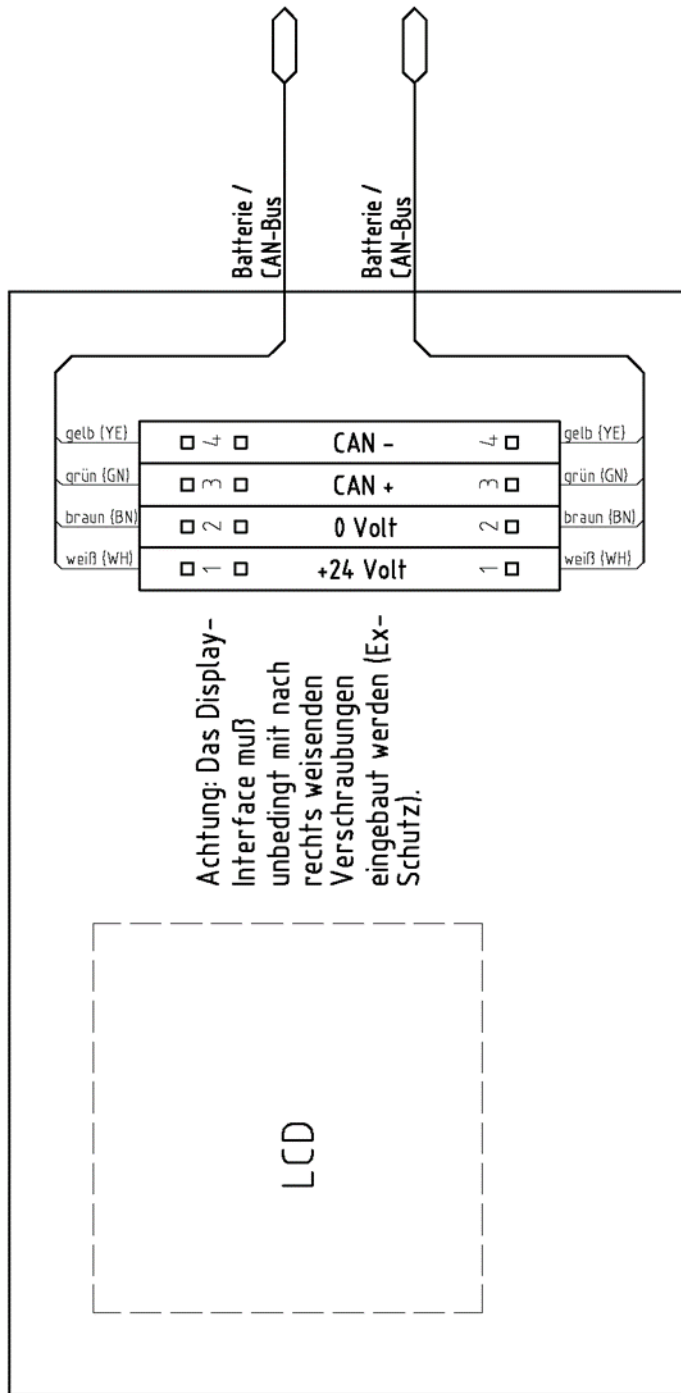 Batterie /
CAN-Bus
Batterie /
CAN-Bus
gelb (YE) 4 CAN - 4 gelb (YE)
grün (GN) 3 CAN + 3 grün (GN)
braun (BN) 2 0 Volt 2 braun (BN)
weiß (WH) 1 +24 Volt 1 weiß (WH)
Achtung: Das Display-
Interface muß
unbedingt mit nach
rechts weisenden
Verschraubungen
eingebaut werden (Ex-
Schutz).
LCD